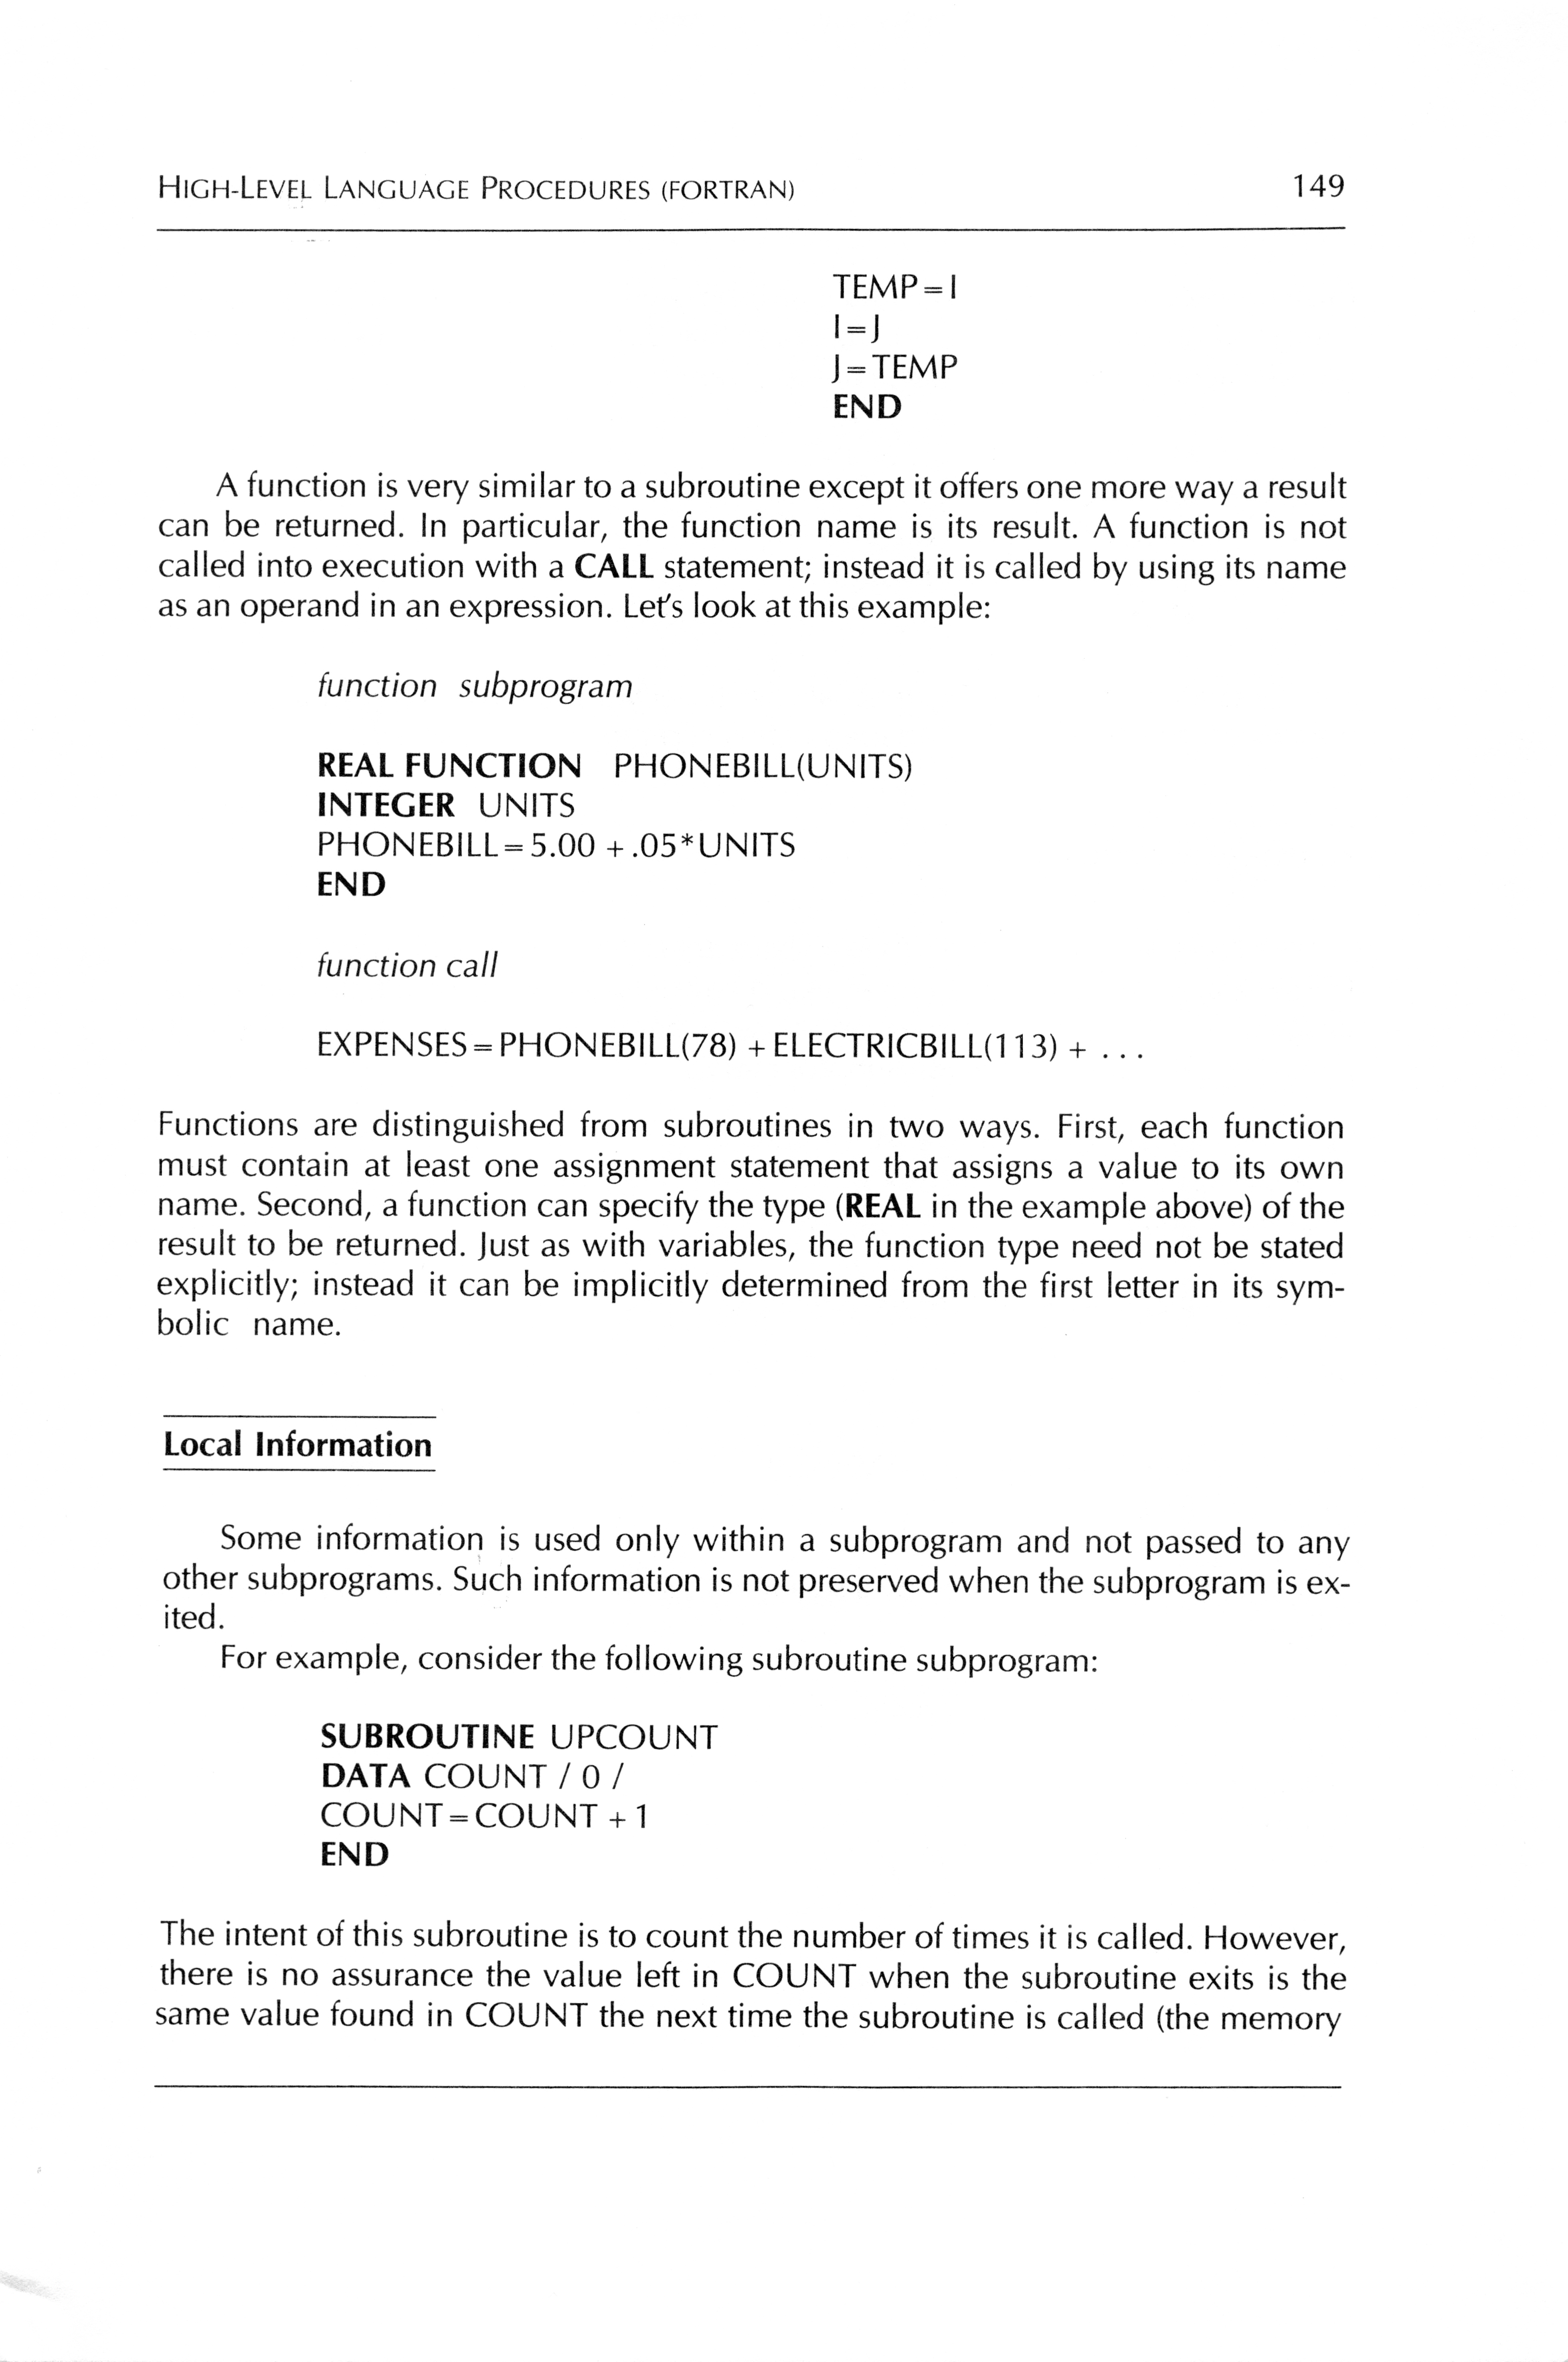 HIGH-LEVEL LANGUAGE PROCEDURES (FORTRAN) 149
TEMP=I
I=J
J=TEMP
END
A function is very similar to a subroutine except it offers one more way a result
can be returned. In particular, the function name is its result. A function is not
called into execution with a CALL statement; instead it is called by using its name
as an operand in an expression. Let's look at this example:
function subprogram
REAL FUNCTION PHONEBILL(UNITS)
INTEGER UNITS
PHONEBILL=5.00 +.05*UNITS
END
function call
EXPENSES=PHONEBILL(78) +ELECTRICBILL(113) + ...
Functions are distinguished from subroutines in two ways. First, each function
must contain at least one assignment statement that assigns a value to its own
name. Second, a function can specify the type (REAL in the example above) of the
result to be returned. Just as with variables, the function type need not be stated
explicitly; instead it can be implicitly determined from the first letter in its sym-
bolic name.
Local Information
Some information is used only within a subprogram and not passed to any
other subprograms. Such information is not preserved when the subprogram is ex-
ited.
For example, consider the following subroutine subprogram:
SUBROUTINE UPCOUNT
DATA COUNT / 0 /
COUNT=COUNT +1
END
The intent of this subroutine is to count the number of times it is called. However,
there is no assurance the value left in COUNT when the subroutine exits is the
same value found in COUNT the next time the subroutine is called (the memory